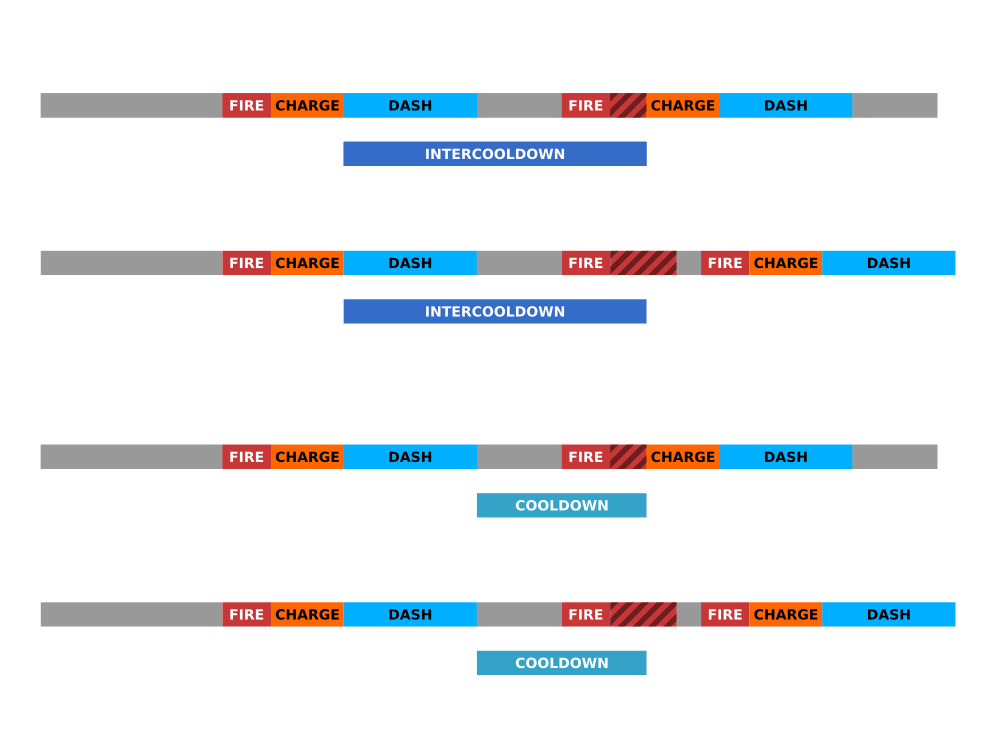 FIRE CHARGE DASH FIRE CHARGE DASH
INTERCOOLDOWN
FIRE CHARGE DASH FIRE FIRE CHARGE DASH
INTERCOOLDOWN
FIRE CHARGE DASH FIRE CHARGE DASH
COOLDOWN
FIRE CHARGE DASH FIRE FIRE CHARGE DASH
COOLDOWN